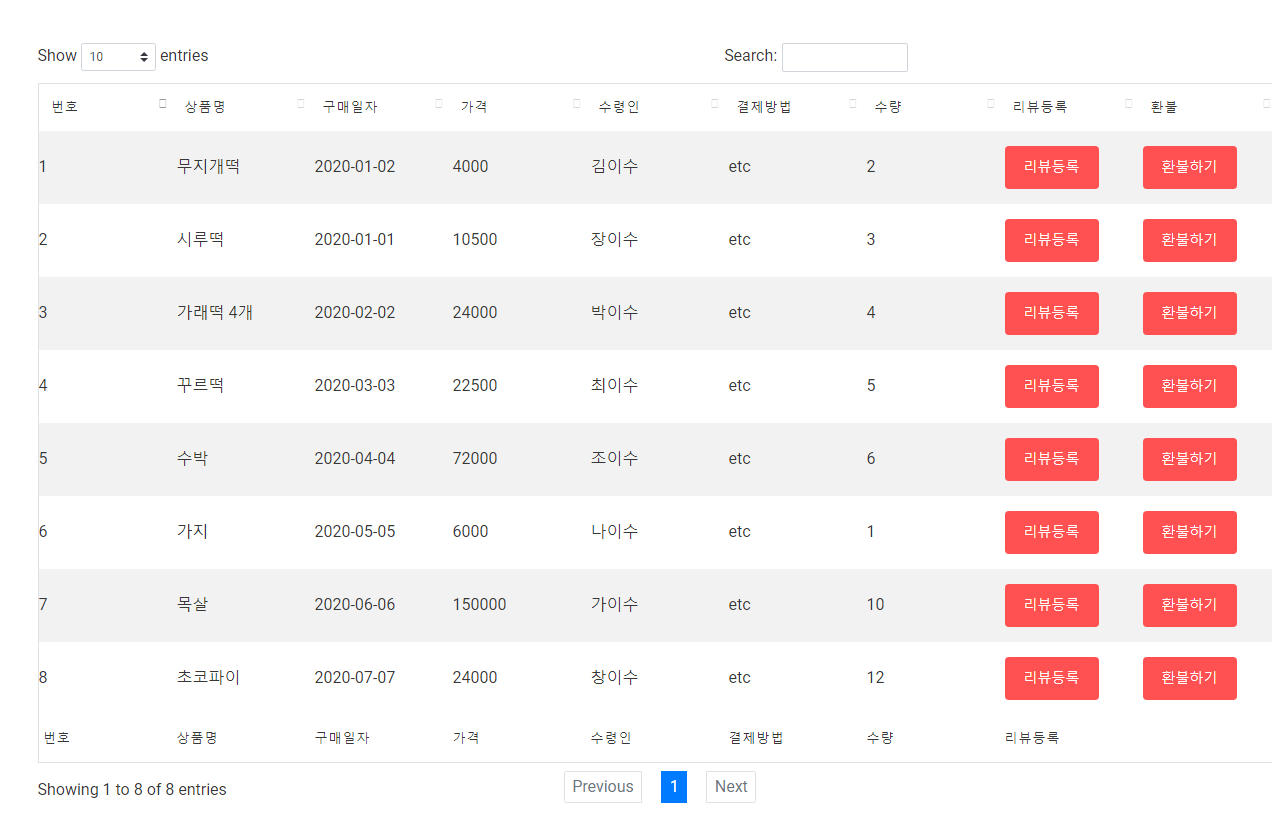 Show 10 entries Search:
번호 상품명 구매일자 가격 수령인 결제방법 수량 리뷰등록 환불
1 무지개떡 2020-01-02 4000 김이수 etc 2 리뷰등록 환불하기
2 시루떡 2020-01-01 10500 장이수 etc 3 리뷰등록 환불하기
3 가래떡 4개 2020-02-02 24000 박이수 etc 4 리뷰등록 환불하기
4 꾸르떡 2020-03-03 22500 최이수 etc 5 리뷰등록 환불하기
5 수박 2020-04-04 72000 조이수 etc 6 리뷰등록 환불하기
6 가지 2020-05-05 6000 나이수 etc 1 리뷰등록 환불하기
7 목살 2020-06-06 150000 가이수 etc 10 리뷰등록 환불하기
8 초코파이 2020-07-07 24000 창이수 etc 12 리뷰등록 환불하기
번호 상품명 구매일자 가격 수령인 결제방법 수량 리뷰등록
Showing 1 to 8 of 8 entries Previous 1 Next